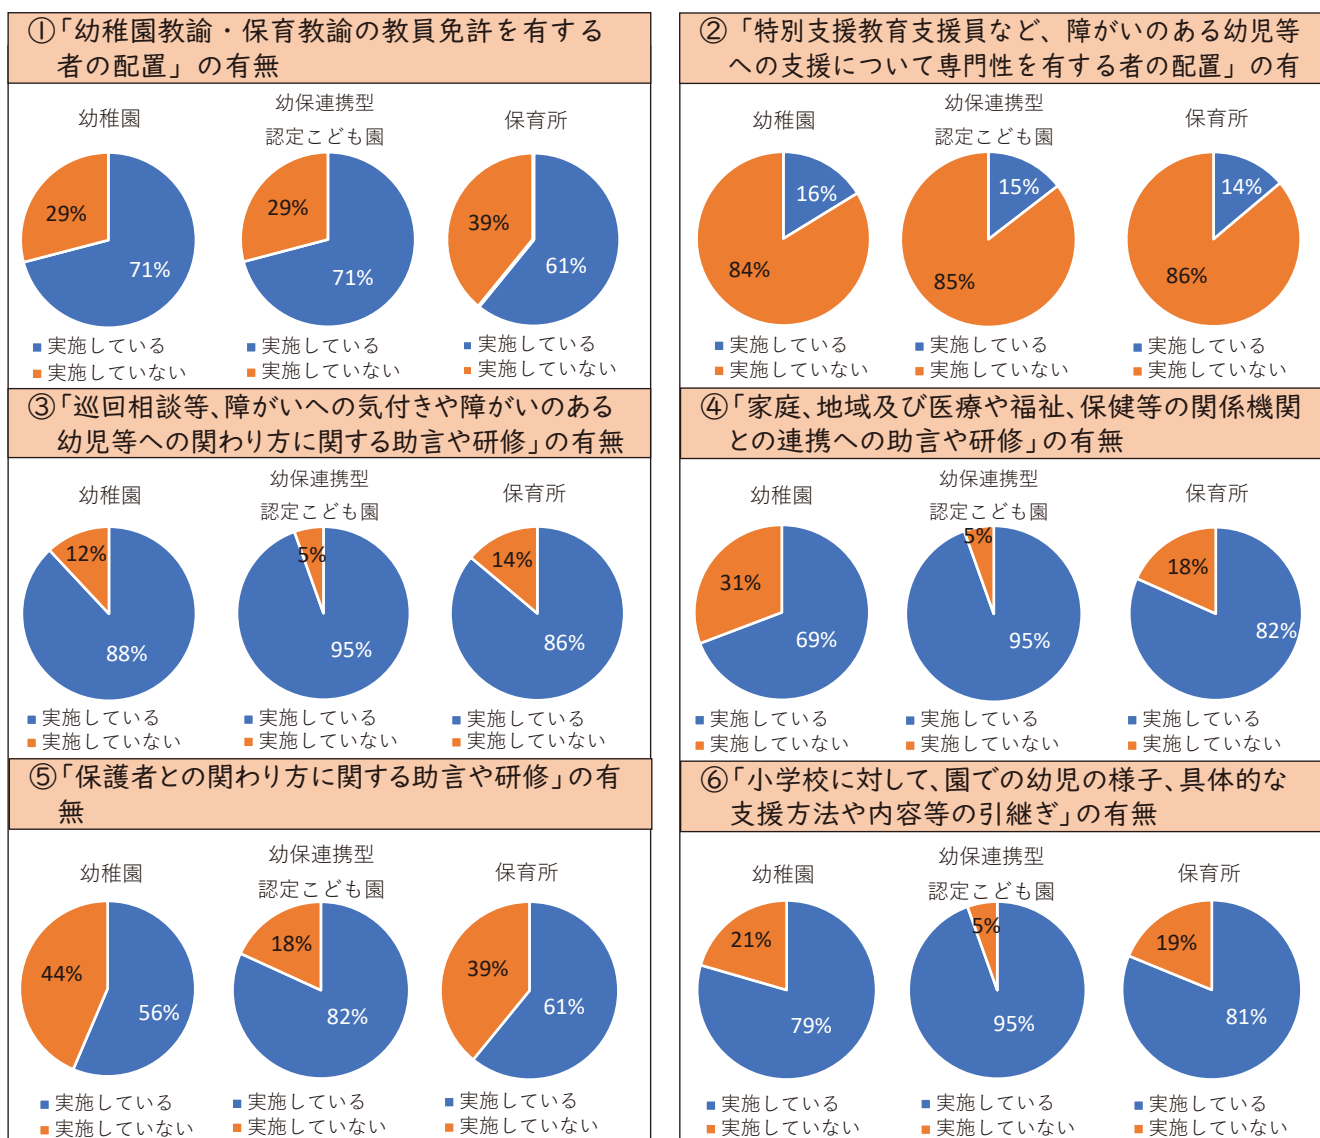 ①「幼稚園教諭・保育教諭の教員免許を有する
者の配置」の有無
幼稚園
幼保連携型
認定こども園
保育所
29%
71%
29%
71%
39%
61%
■実施している
■実施していない
■実施している
■実施していない
■実施している
■実施していない
②「特別支援教育支援員など、障がいのある幼児等
への支援について専門性を有する者の配置」の有
幼稚園
幼保連携型
認定こども園
保育所
16%
84%
15%
85%
14%
86%
■実施している
■実施していない
■実施している
■実施していない
■実施している
■実施していない
③「巡回相談等、障がいへの気付きや障がいのある
幼児等への関わり方に関する助言や研修」の有無
幼稚園
幼保連携型
認定こども園
保育所
12%
88%
5%
95%
14%
86%
■実施している
■実施していない
■実施している
■実施していない
■実施している
■実施していない
④「家庭、地域及び医療や福祉、保健等の関係機関
との連携への助言や研修」の有無
幼稚園
幼保連携型
認定こども園
保育所
31%
69%
5%
95%
18%
82%
■実施している
■実施していない
■実施している
■実施していない
■実施している
■実施していない
⑤「保護者との関わり方に関する助言や研修」の有
無
幼稚園
幼保連携型
認定こども園
保育所
44%
56%
18%
82%
39%
61%
■実施している
■実施していない
■実施している
■実施していない
■実施している
■実施していない
⑥「小学校に対して、園での幼児の様子、具体的な
支援方法や内容等の引継ぎ」の有無
幼稚園
幼保連携型
認定こども園
保育所
21%
79%
5%
95%
19%
81%
■実施している
■実施していない
■実施している
■実施していない
■実施している
■実施していない